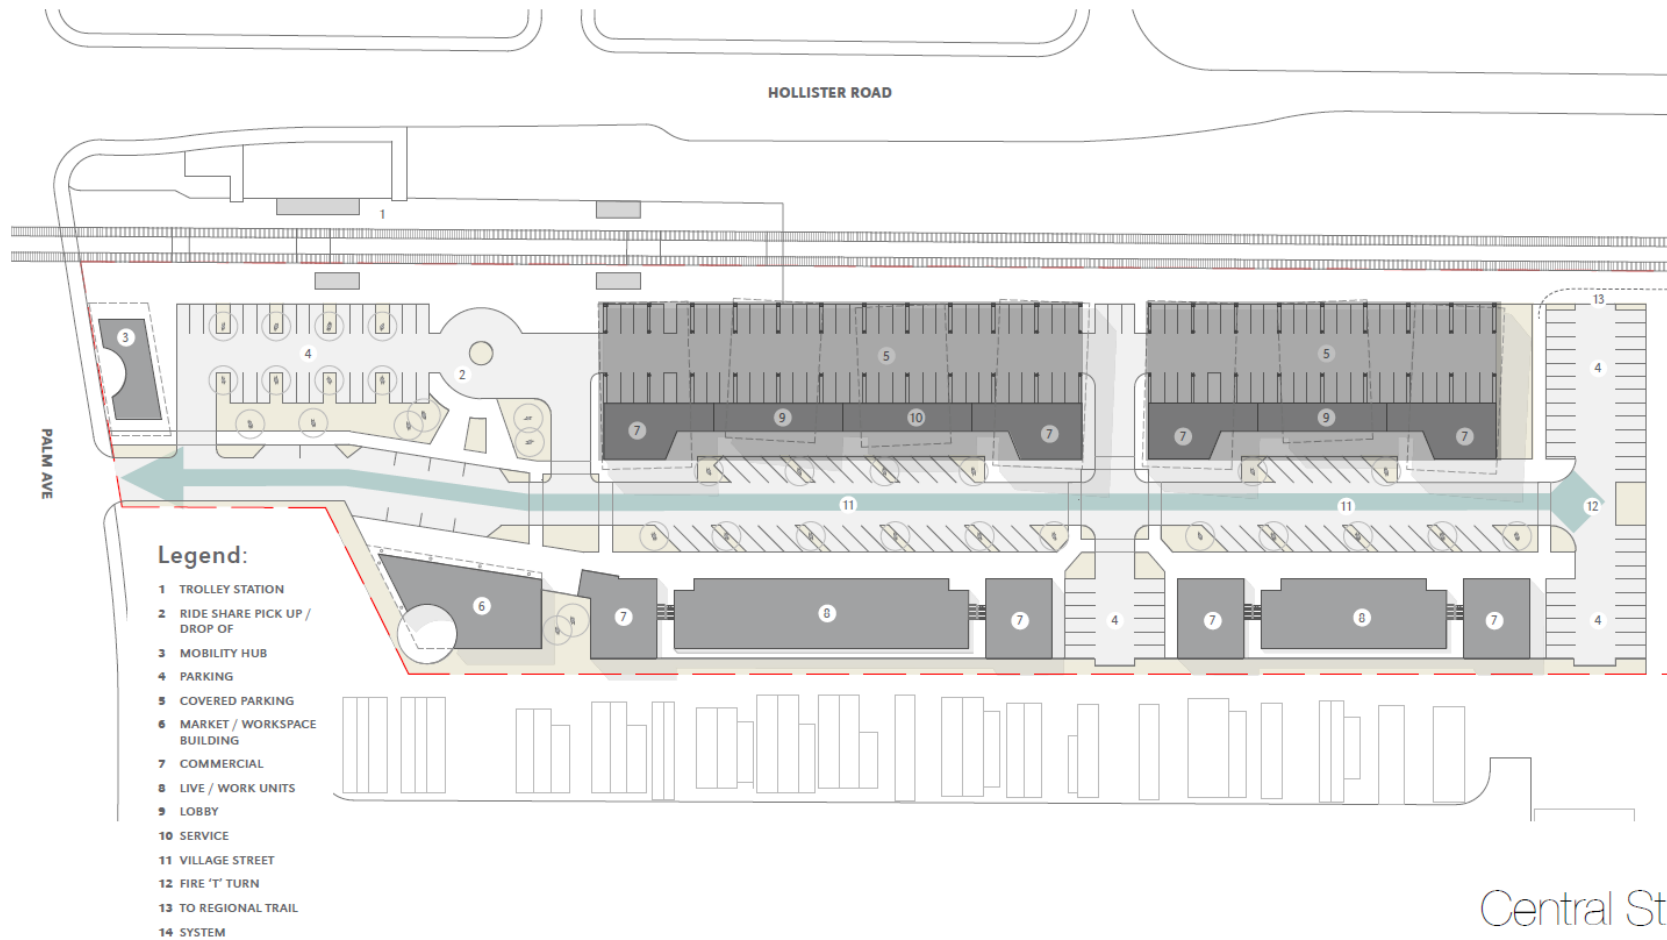 HOLLISTER ROAD
1
13
3
4
2
5
5
4
7
9
10
7
7
9
7
PALM AVE
11
11
12
6
7
8
7
4
7
8
7
4
Legend:
1 TROLLEY STATION
2 RIDE SHARE PICK UP /
DROP OF
3 MOBILITY HUB
4 PARKING
5 COVERED PARKING
6 MARKET / WORKSPACE
BUILDING
7 COMMERCIAL
8 LIVE / WORK UNITS
9 LOBBY
10 SERVICE
11 VILLAGE STREET
12 FIRE 'T' TURN
13 TO REGIONAL TRAIL
14 SYSTEM
Central St